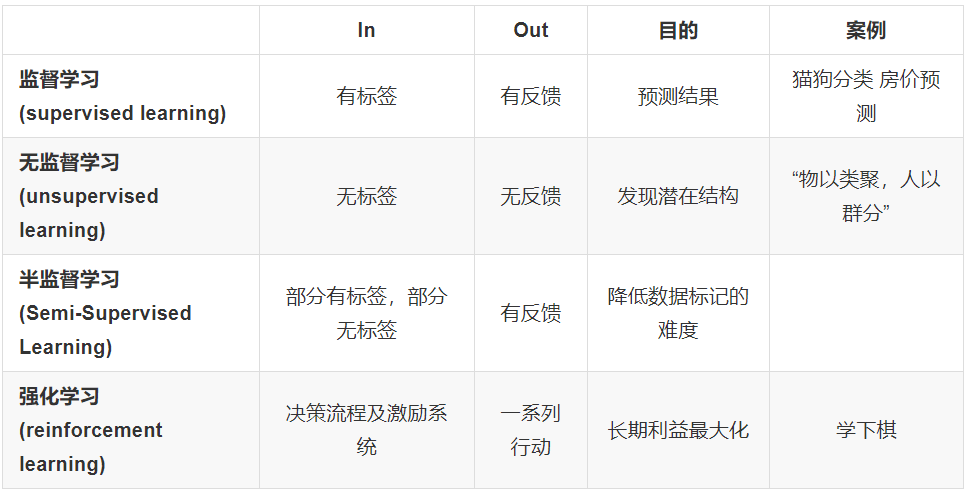 In Out 目的 案例
监督学习
(supervised learning)
有标签
有反馈
预测结果
猫狗分类 房价预
测
无监督学习
(unsupervised
learning)
无标签
无反馈
发现潜在结构
“物以类聚，人以
群分”
半监督学习
(Semi-Supervised
Learning)
部分有标签，部分
无标签
有反馈
降低数据标记的
难度
强化学习
(reinforcement
learning)
决策流程及激励系
统
一系列
行动
长期利益最大化
学下棋